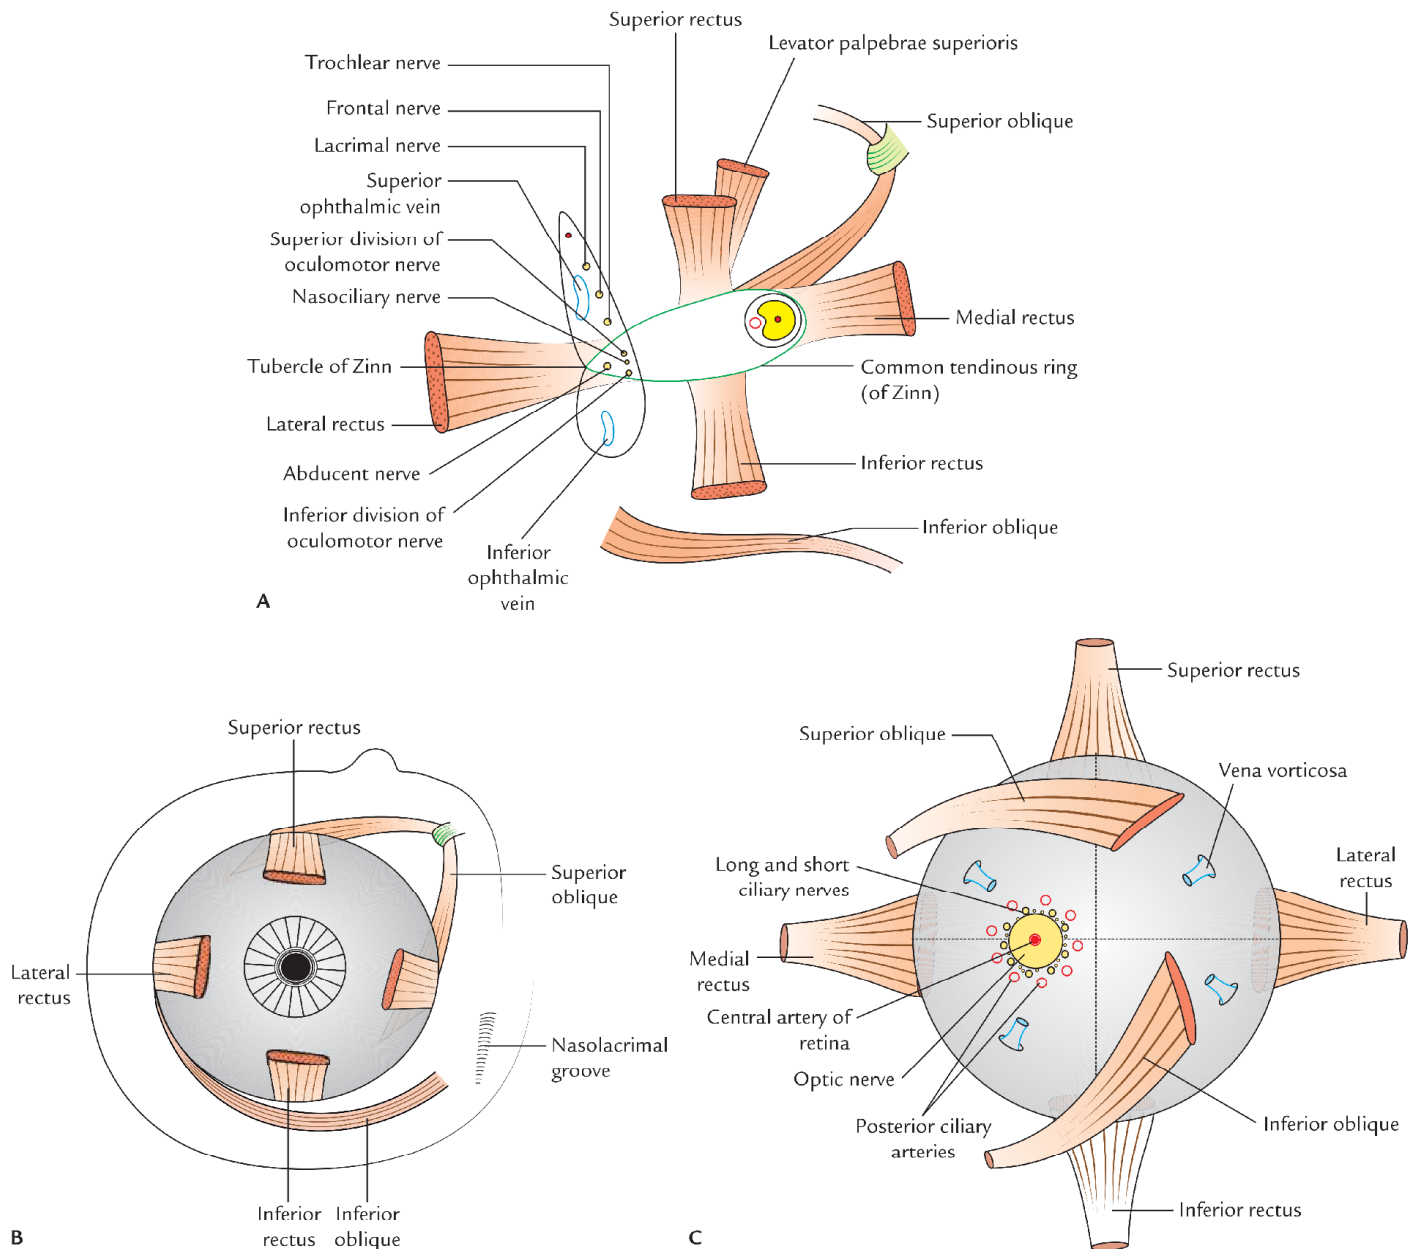 Superior rectus
Levator palpebrae superioris
Trochlear nerve
Frontal nerve
Superior oblique
Lacrimal nerve
Superior
ophthalmic vein
Superior division of
oculomotor nerve
Nasociliary nerve
Medial rectus
Tubercle of Zinn
Common tendinous ring
(of Zinn)
Lateral rectus
Inferior rectus
Abducent nerve
Inferior division of
oculomotor nerve
Inferior oblique
Inferior
ophthalmic
vein
A
Superior rectus
Superior
oblique
Lateral
rectus
Nasolacrimal
groove
Inferior
rectus
Inferior
oblique
B
Superior rectus
Superior oblique
Vena vorticosa
Long and short
ciliary nerves
Lateral
rectus
Medial
rectus
Central artery of
retina
Optic nerve
Posterior ciliary
arteries
Inferior oblique
Inferior rectus
C